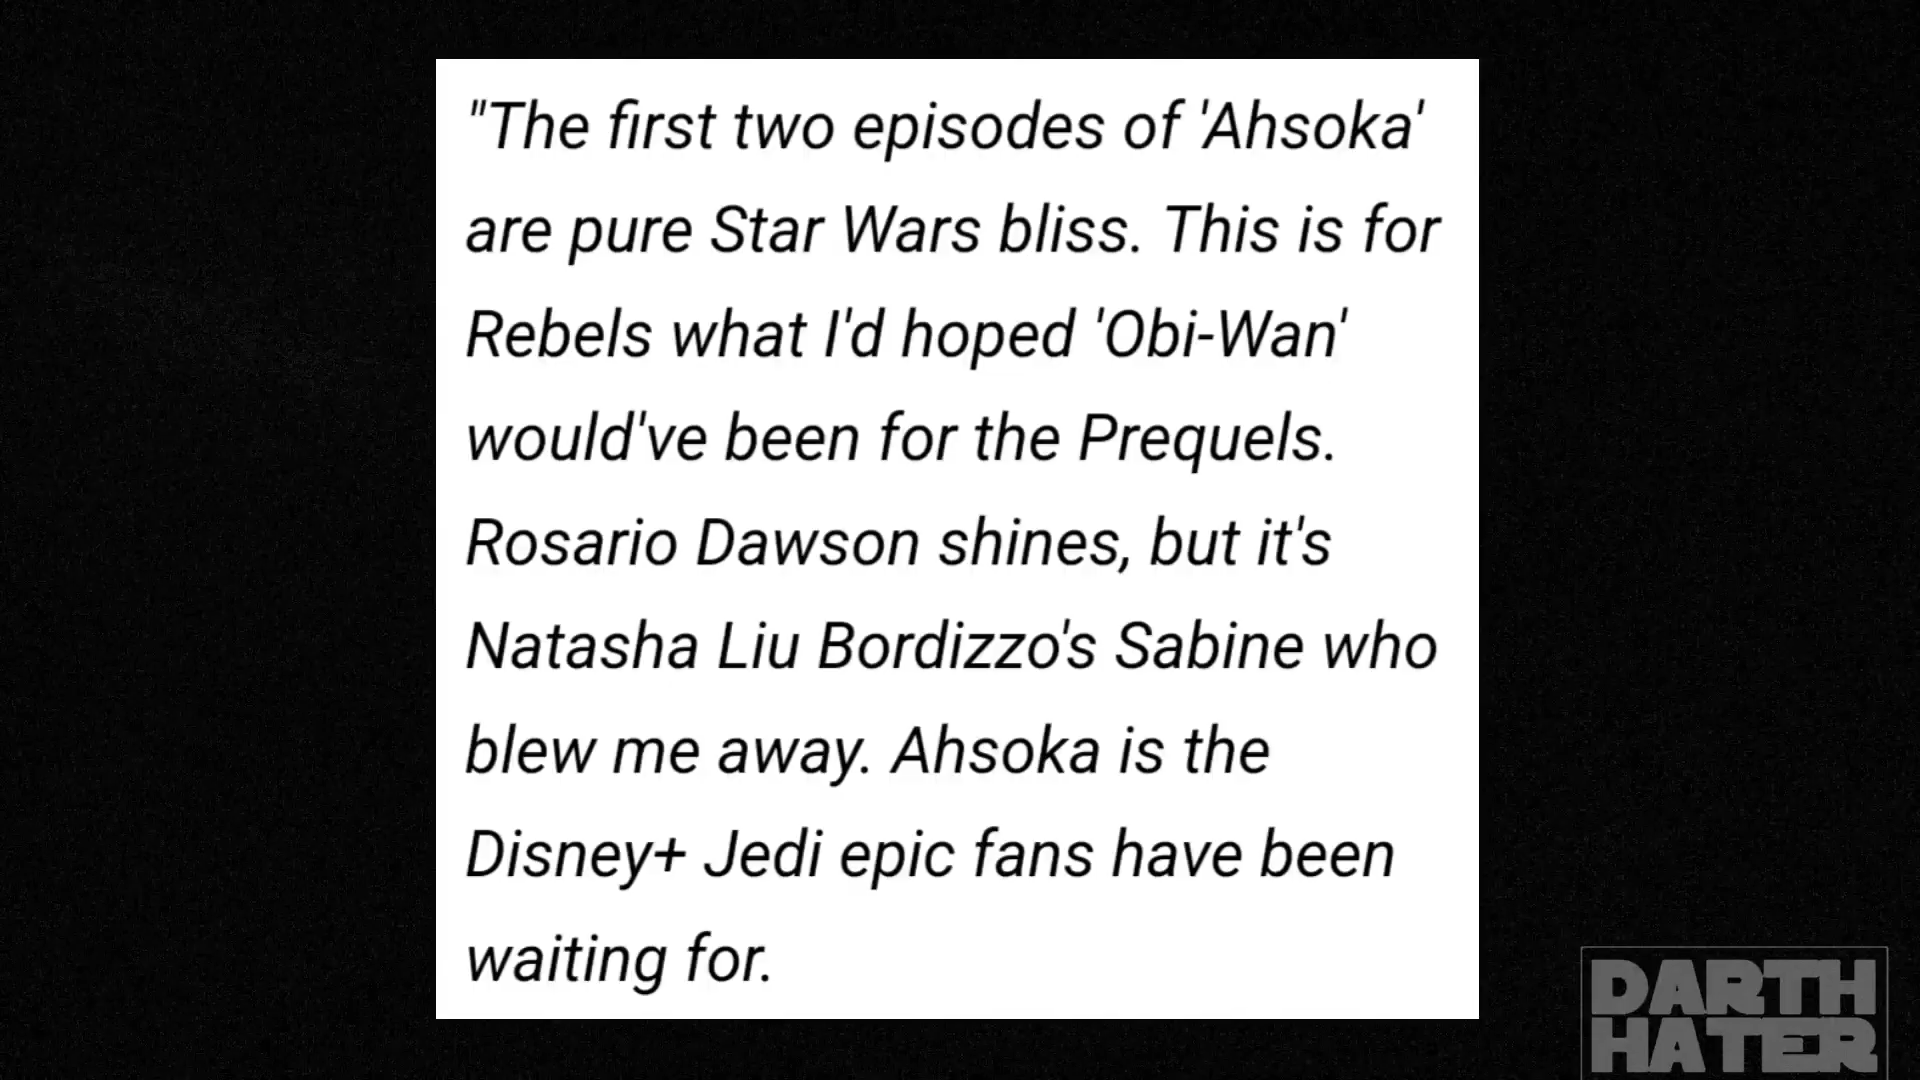 "The first two episodes of 'Ahsoka'
are pure Star Wars bliss. This is for
Rebels what I'd hoped 'Obi-Wan'
would've been for the Prequels.
Rosario Dawson shines, but it's
Natasha Liu Bordizzo's Sabine who
blew me away. Ahsoka is the
Disney+ Jedi epic fans have been
waiting for.
DARTH
HATER